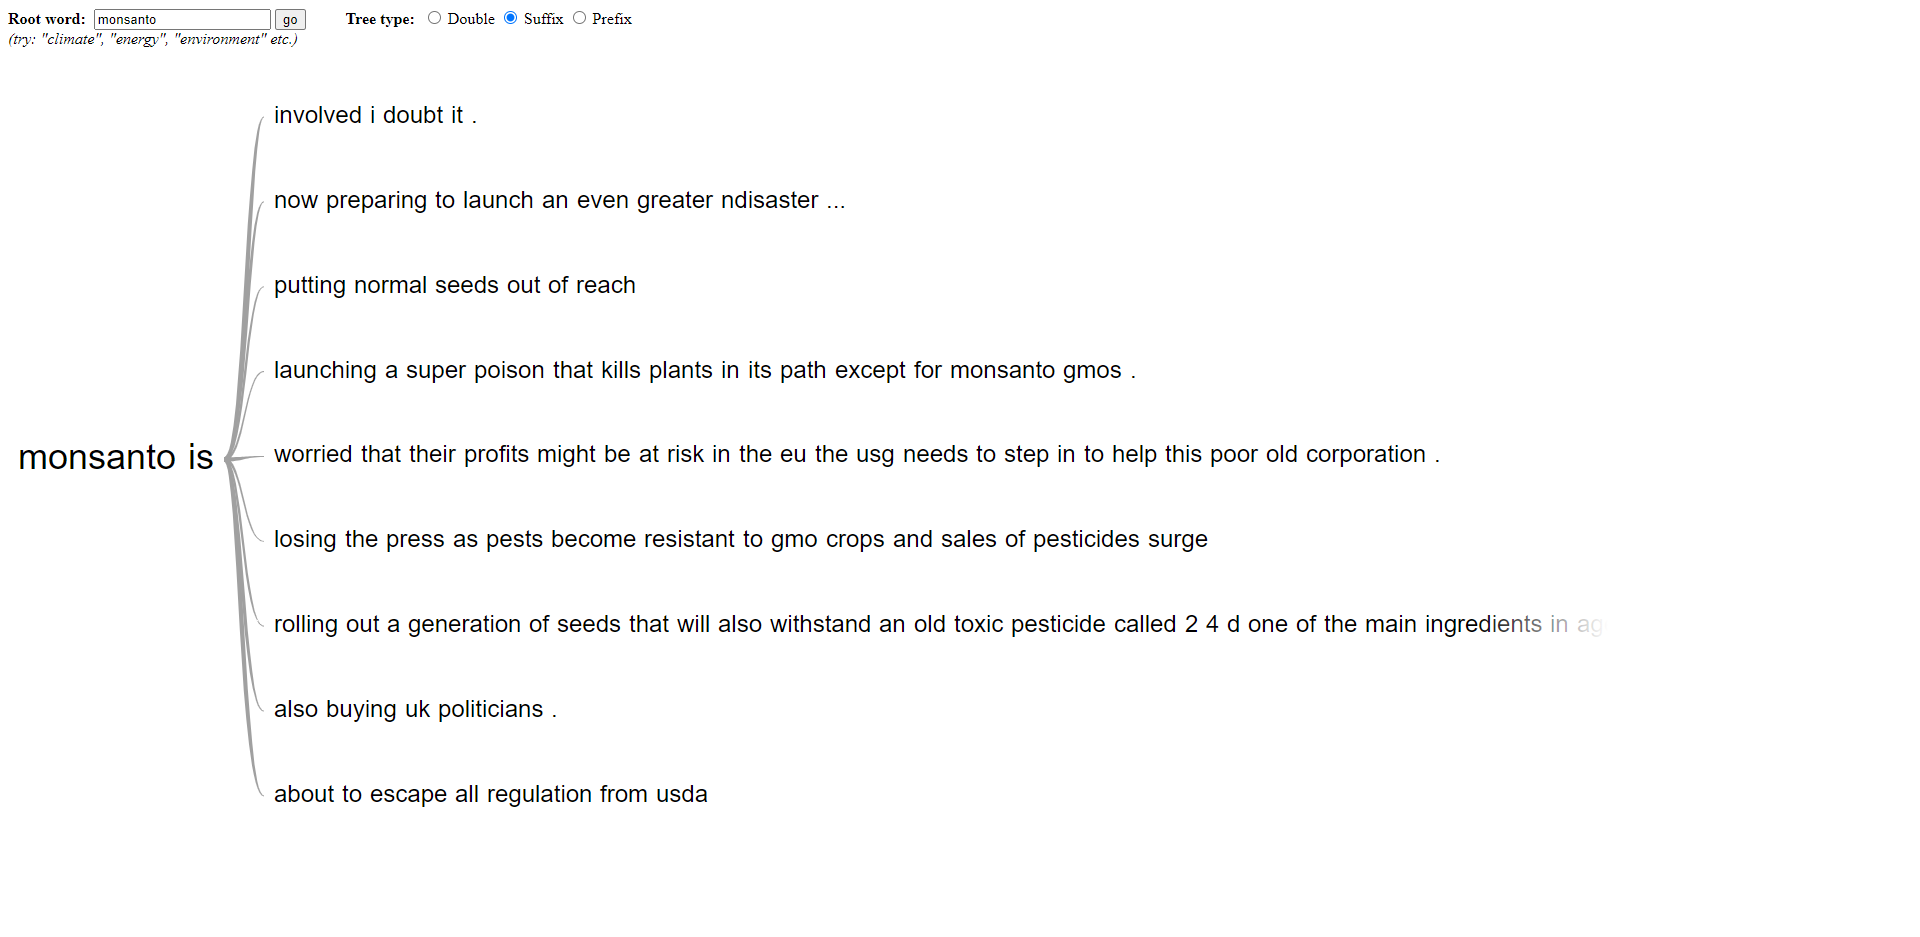 Root word: monsanto go Tree type: Double Suffix Prefix
(try: "climate", "energy", "environment" etc.)
involved i doubt it .
now preparing to launch an even greater ndisaster ...
putting normal seeds out of reach
launching a super poison that kills plants in its path except for monsanto gmos .
monsanto is
worried that their profits might be at risk in the eu the usg needs to step in to help this poor old corporation .
losing the press as pests become resistant to gmo crops and sales of pesticides surge
rolling out a generation of seeds that will also withstand an old toxic pesticide called 2 4 d one of the main ingredients in
also buying uk politicians .
about to escape all regulation from usda